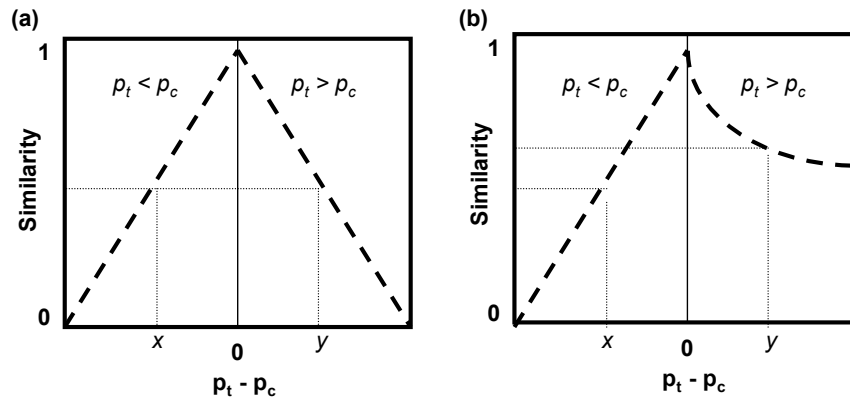 (a)
1
p_t < p_c
p_t > p_c
Similarity
0
x
0
y
p_t - p_c
(b)
1
p_t < p_c
p_t > p_c
Similarity
0
x
0
y
p_t - p_c